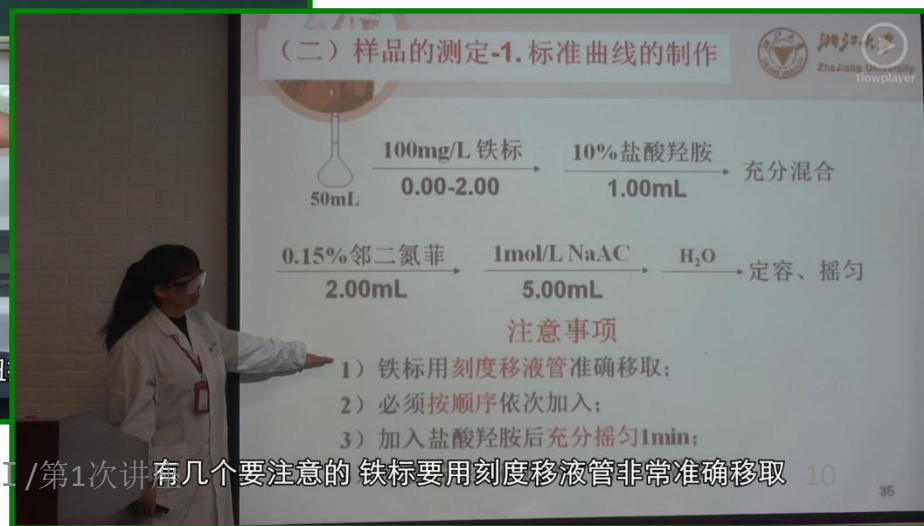 （二）样品的测定-1. 标准曲线的制作
浙江大学
ZheJiang University
flowplayer
100mg/L 铁标
0.00-2.00
10%盐酸羟胺
1.00mL
充分混合
50mL
0.15%邻二氮菲
2.00mL
1mol/L NaAC
5.00mL
H₂O
定容、摇匀
注意事项
1）铁标用刻度移液管准确移取；
2）必须按顺序依次加入；
3）加入盐酸羟胺后充分摇匀1min；
/第1次讲
有几个要注意的 铁标要用刻度移液管非常准确移取
10
35